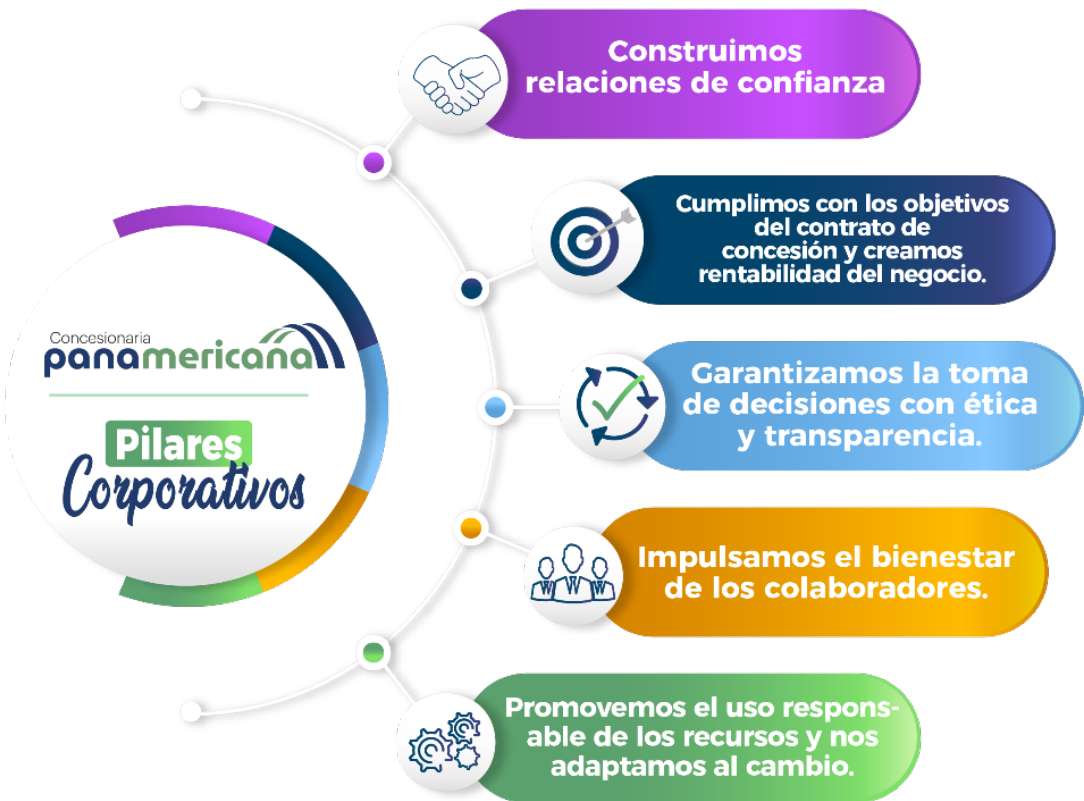 Concesionaria
panamericana
Pilares
Corporativos
Construimos
relaciones de confianza
Cumplimos con los objetivos
del contrato de
concesión y creamos
rentabilidad del negocio.
Garantizamos la toma
de decisiones con ética
y transparencia.
Impulsamos el bienestar
de los colaboradores.
Promovemos el uso respons-
able de los recursos y nos
adaptamos al cambio.